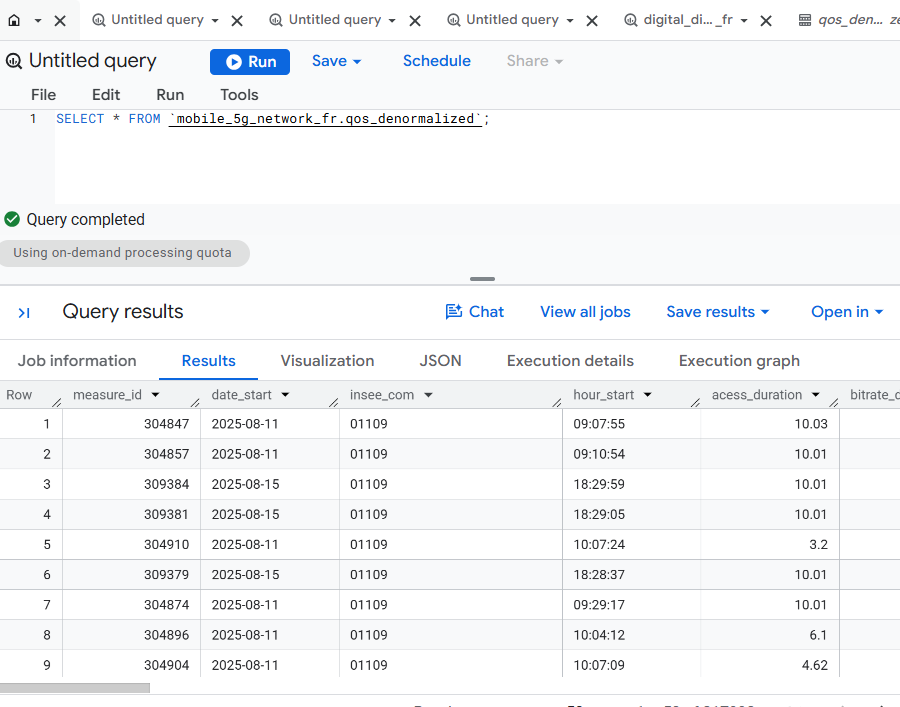 Untitled query Untitled query Untitled query digital_di... _fr qos_den...
Untitled query Run Save Schedule Share
File Edit Run Tools
1 SELECT * FROM `mobile_5g_network_fr.qos_denormalized`;
Query completed
Using on-demand processing quota
Query results Chat View all jobs Save results Open in
Job information Results Visualization JSON Execution details Execution graph
Row measure_id date_start insee_com hour_start acess_duration
1 304847 2025-08-11 01109 09:07:55 10.03
2 304857 2025-08-11 01109 09:10:54 10.01
3 309384 2025-08-15 01109 18:29:59 10.01
4 309381 2025-08-15 01109 18:29:05 10.01
5 304910 2025-08-11 01109 10:07:24 3.2
6 309379 2025-08-15 01109 18:28:37 10.01
7 304874 2025-08-11 01109 09:29:17 10.01
8 304896 2025-08-11 01109 10:04:12 6.1
9 304904 2025-08-11 01109 10:07:09 4.62